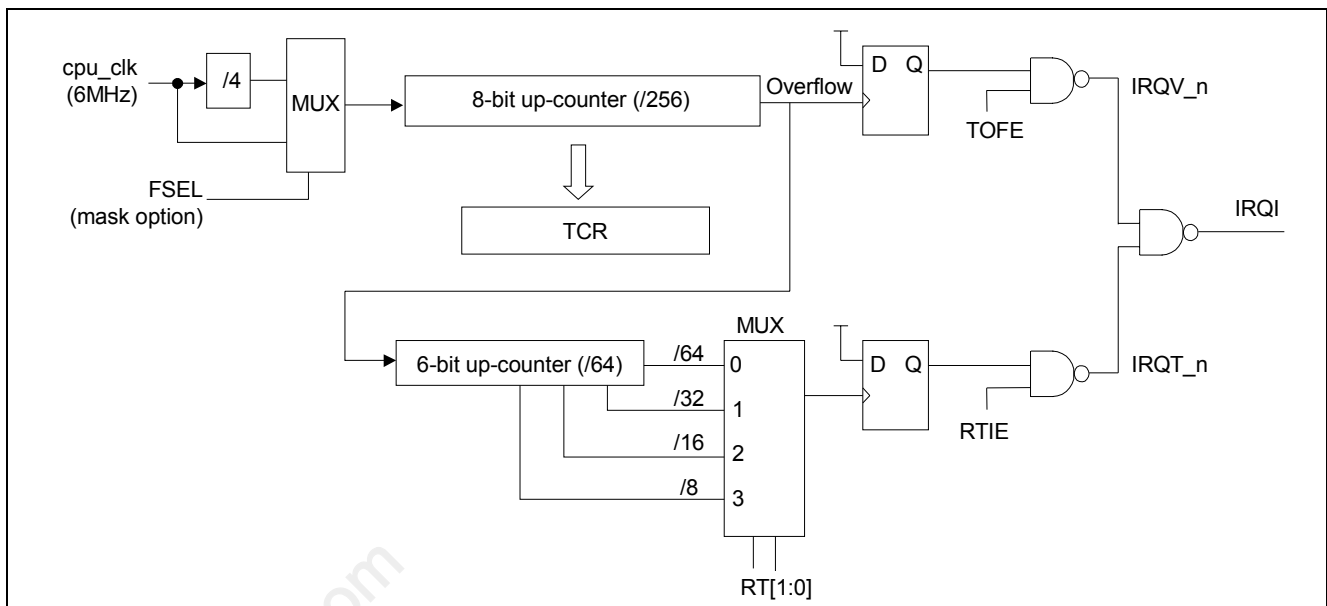 cpu_clk
(6MHz)
/4
MUX
8-bit up-counter (/256)
Overflow
D Q
TOFE
IRQV_n
FSEL
(mask option)
TCR
IRQI
MUX
6-bit up-counter (/64)
/64
0
/32
1
/16
2
/8
3
D Q
RTIE
IRQT_n
RT[1:0]
om